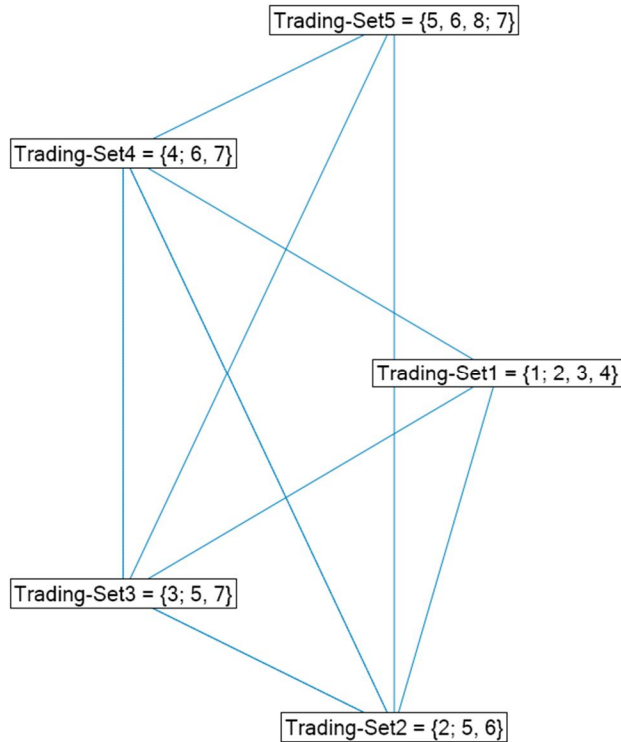 Trading-Set5 = {5, 6, 8; 7}
Trading-Set4 = {4; 6, 7}
Trading-Set1 = {1; 2, 3, 4}
Trading-Set3 = {3; 5, 7}
Trading-Set2 = {2; 5, 6}